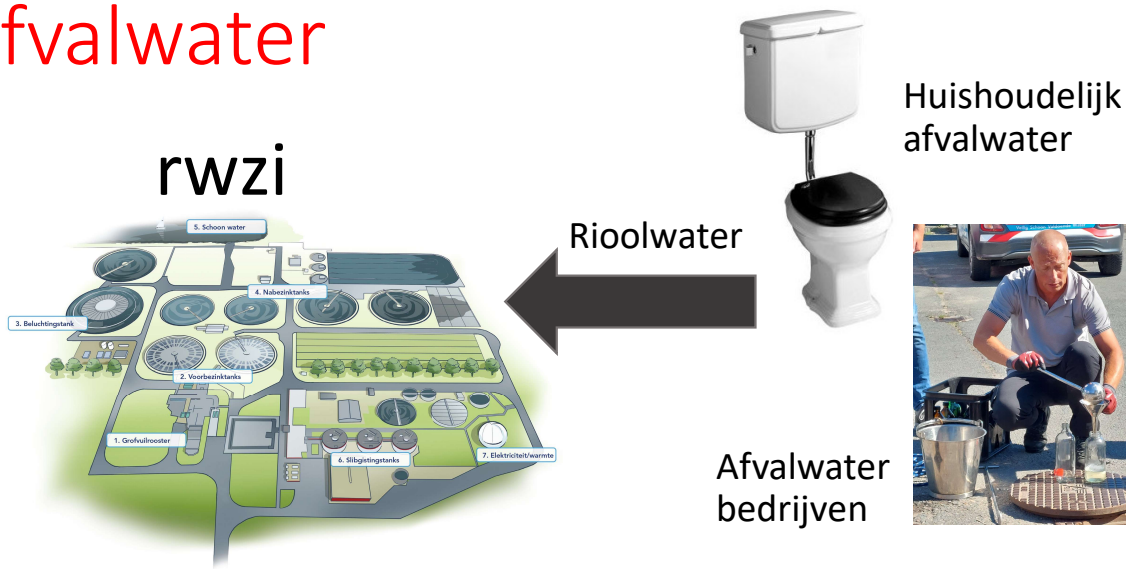 fvalwater
rwzi
Huishoudelijk
afvalwater
Rioolwater
5. Schoon water
4. Nabezinktanks
3. Beluchtingstank
2. Voorbezinktanks
1. Grofvuilrooster
6. Slibgistingstanks
7. Elektriciteit/warmte
Afvalwater
bedrijven